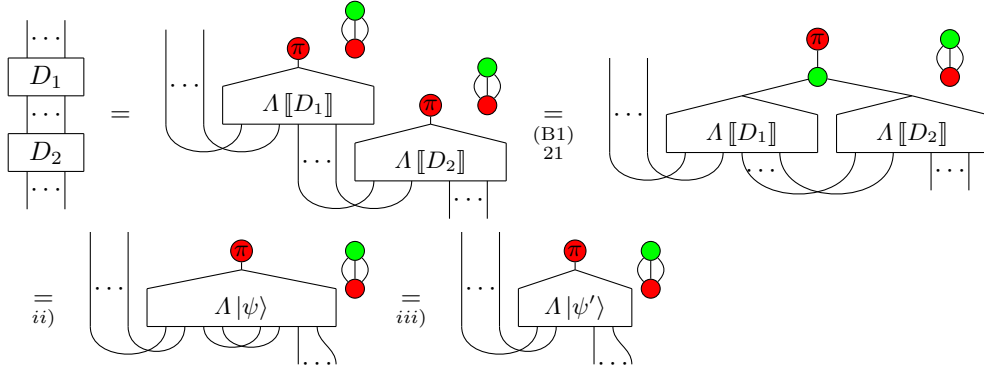 ...
D₁
...
D₂
...
=
...
π
Λ ⟦D₁⟧
...
π
Λ ⟦D₂⟧
...
=
(B1)
21
...
π
Λ ⟦D₁⟧ Λ ⟦D₂⟧
... ...
=
ii)
...
π
Λ |ψ⟩
...
=
iii)
...
π
Λ |ψ′⟩
...